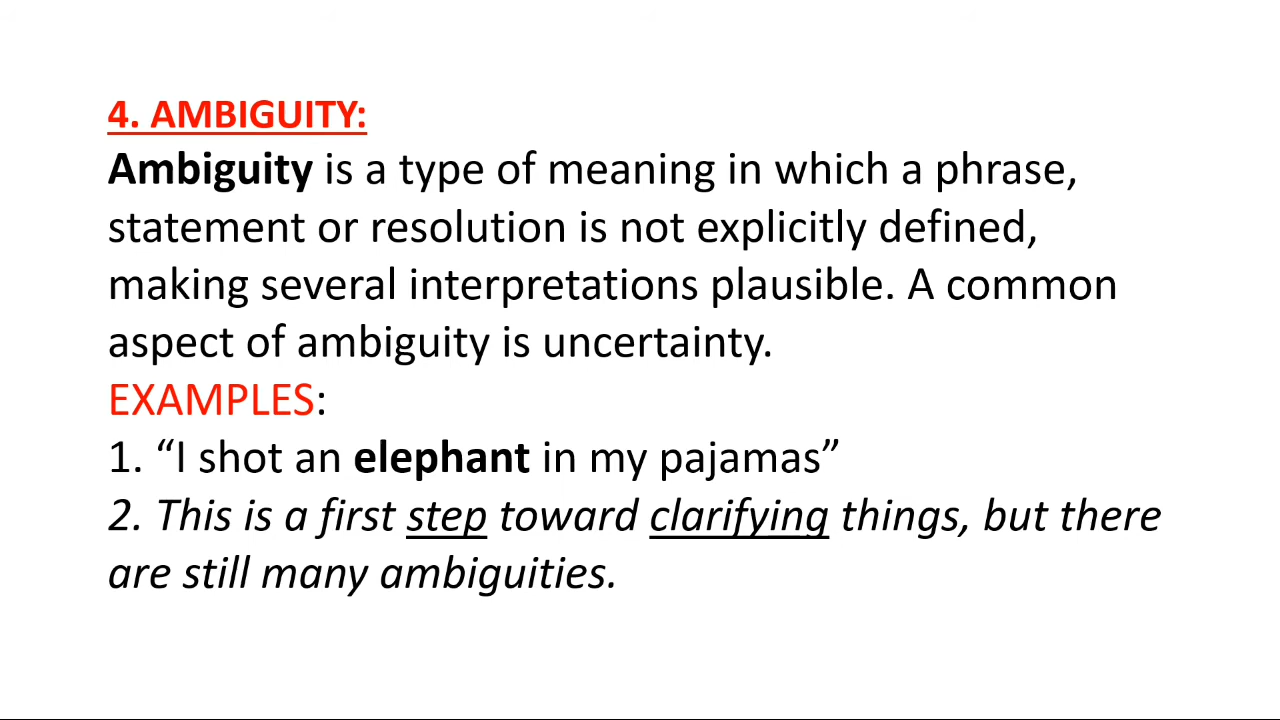 4. AMBIGUITY:
Ambiguity is a type of meaning in which a phrase,
statement or resolution is not explicitly defined,
making several interpretations plausible. A common
aspect of ambiguity is uncertainty.
EXAMPLES:
1. “I shot an elephant in my pajamas”
2. This is a first step toward clarifying things, but there
are still many ambiguities.